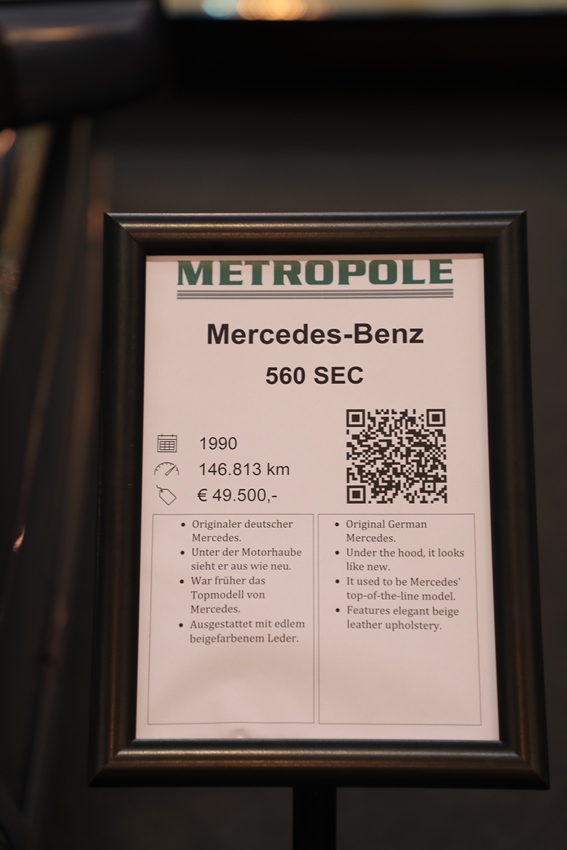 METROPOLE
Mercedes-Benz
560 SEC
1990
146.813 km
€ 49.500,-
• Originaler deutscher
Mercedes.
• Unter der Motorhaube
sieht er aus wie neu.
• War früher das
Topmodell von
Mercedes.
• Ausgestattet mit edlem
beigefarbenem Leder.
• Original German
Mercedes.
• Under the hood, it looks
like new.
• It used to be Mercedes'
top-of-the-line model.
• Features elegant beige
leather upholstery.